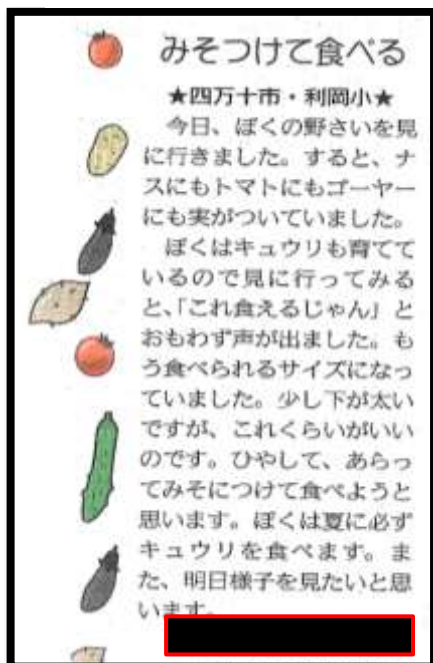 みそつけて食べる
★四万十市・利岡小★
今日、ぼくの野さいを見
に行きました。すると、ナ
スにもトマトにもゴーヤー
にも実がついていました。
ぼくはキュウリも育てて
いるので見に行ってみる
と、「これ食えるじゃん」と
おもわず声が出ました。も
う食べられるサイズになっ
ていました。少し下が太い
ですが、これくらいがいい
のです。ひやして、あらっ
てみそにつけて食べようと
思います。ぼくは夏に必ず
キュウリを食べます。ま
た、明日様子を見たいと思
います。